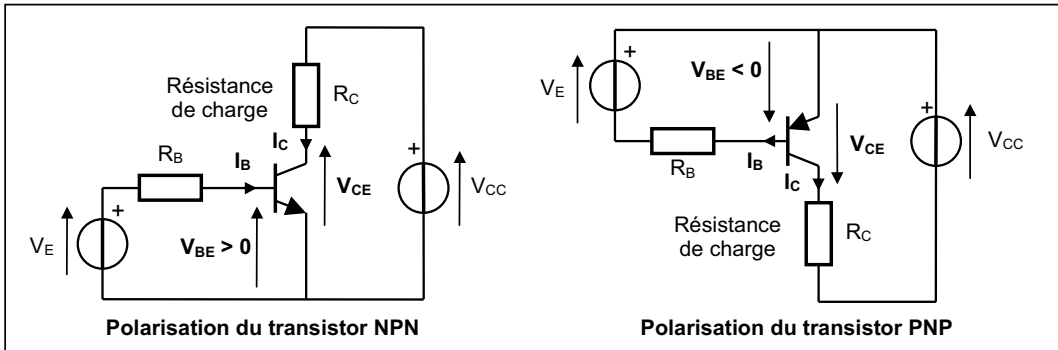 Résistance
de charge
R_C
I_C
R_B
I_B
V_CE
+
V_CC
+
V_E
V_BE > 0
Polarisation du transistor NPN
+
V_E
V_BE < 0
R_B
I_B
V_CE
+
V_CC
I_C
Résistance
de charge
R_C
Polarisation du transistor PNP